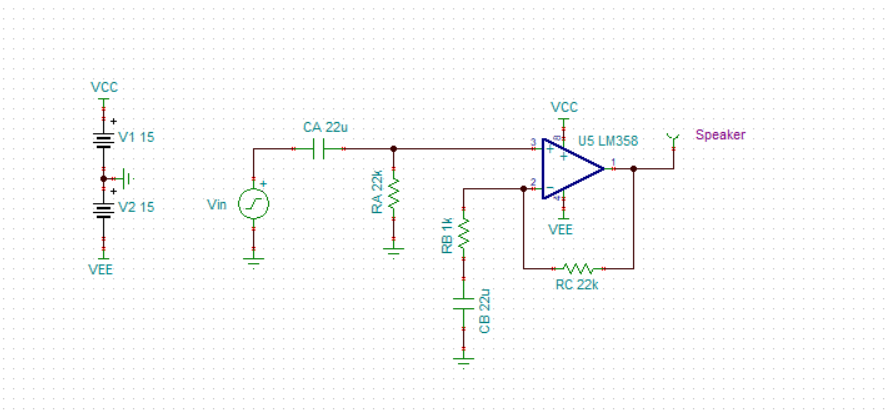 VCC
+
V1 15
+
V2 15
VEE
CA 22u
Vin
+
RA 22k
VCC
U5 LM358
Speaker
3
+
8
+
1
2
-
4
VEE
RB 1k
RC 22k
CB 22u